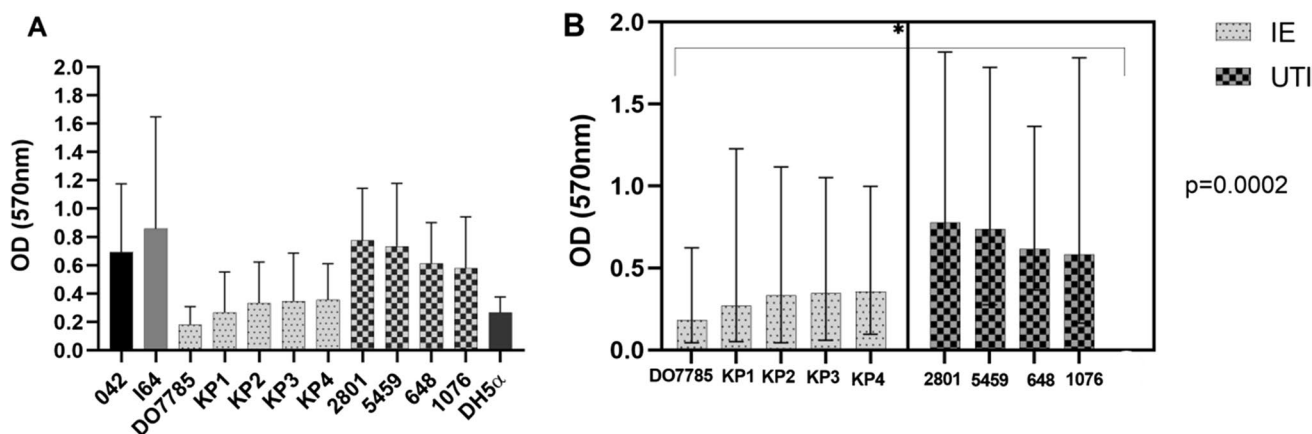 A
OD (570nm)
2.0
1.8
1.6
1.4
1.2
1.0
0.8
0.6
0.4
0.2
0.0
042
I64
DO7785
KP1
KP2
KP3
KP4
2801
5459
648
1076
DH5α
B
OD (570nm)
2.0
1.5
1.0
0.5
0.0
*
DO7785
KP1
KP2
KP3
KP4
2801
5459
648
1076
IE
UTI
p=0.0002